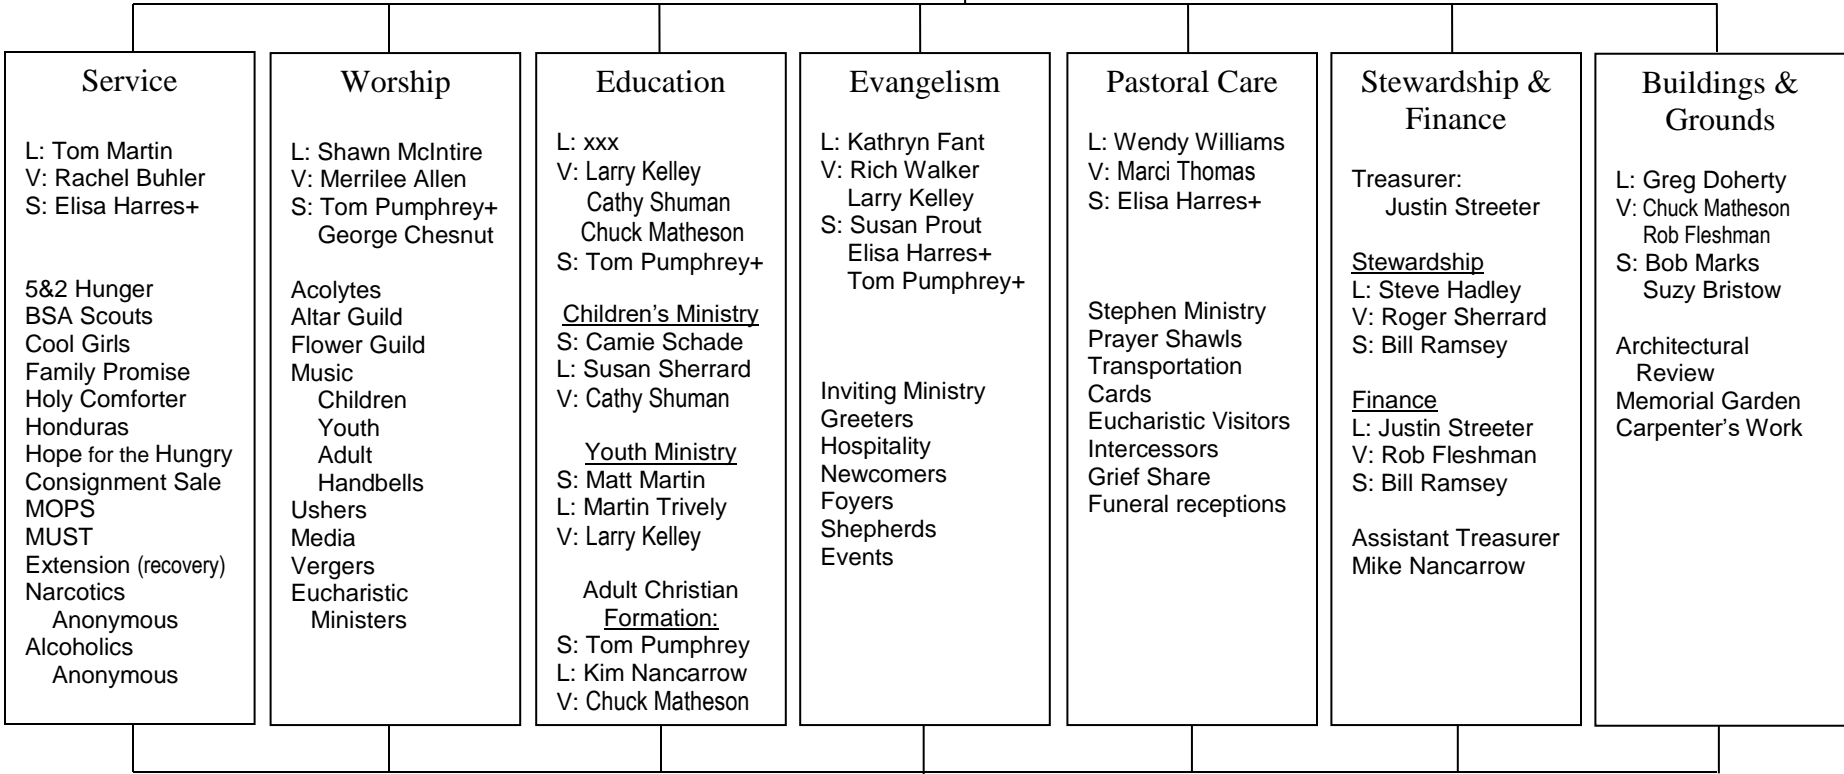 Service
L: Tom Martin
V: Rachel Buhler
S: Elisa Harres+
5&2 Hunger
BSA Scouts
Cool Girls
Family Promise
Holy Comforter
Honduras
Hope for the Hungry
Consignment Sale
MOPS
MUST
Extension (recovery)
Narcotics
Anonymous
Alcoholics
Anonymous
Worship
L: Shawn McIntire
V: Merrilee Allen
S: Tom Pumphrey+
George Chesnut
Acolytes
Altar Guild
Flower Guild
Music
Children
Youth
Adult
Handbells
Ushers
Media
Vergers
Eucharistic
Ministers
Education
L: xxx
V: Larry Kelley
Cathy Shuman
Chuck Matheson
S: Tom Pumphrey+
Children’s Ministry
S: Camie Schade
L: Susan Sherrard
V: Cathy Shuman
Youth Ministry
S: Matt Martin
L: Martin Trively
V: Larry Kelley
Adult Christian
Formation:
S: Tom Pumphrey
L: Kim Nancarrow
V: Chuck Matheson
Evangelism
L: Kathryn Fant
V: Rich Walker
Larry Kelley
S: Susan Prout
Elisa Harres+
Tom Pumphrey+
Inviting Ministry
Greeters
Hospitality
Newcomers
Foyers
Shepherds
Events
Pastoral Care
L: Wendy Williams
V: Marci Thomas
S: Elisa Harres+
Stephen Ministry
Prayer Shawls
Transportation
Cards
Eucharistic Visitors
Intercessors
Grief Share
Funeral receptions
Stewardship &
Finance
Treasurer:
Justin Streeter
Stewardship
L: Steve Hadley
V: Roger Sherrard
S: Bill Ramsey
Finance
L: Justin Streeter
V: Rob Fleshman
S: Bill Ramsey
Assistant Treasurer
Mike Nancarrow
Buildings &
Grounds
L: Greg Doherty
V: Chuck Matheson
Rob Fleshman
S: Bob Marks
Suzy Bristow
Architectural
Review
Memorial Garden
Carpenter’s Work